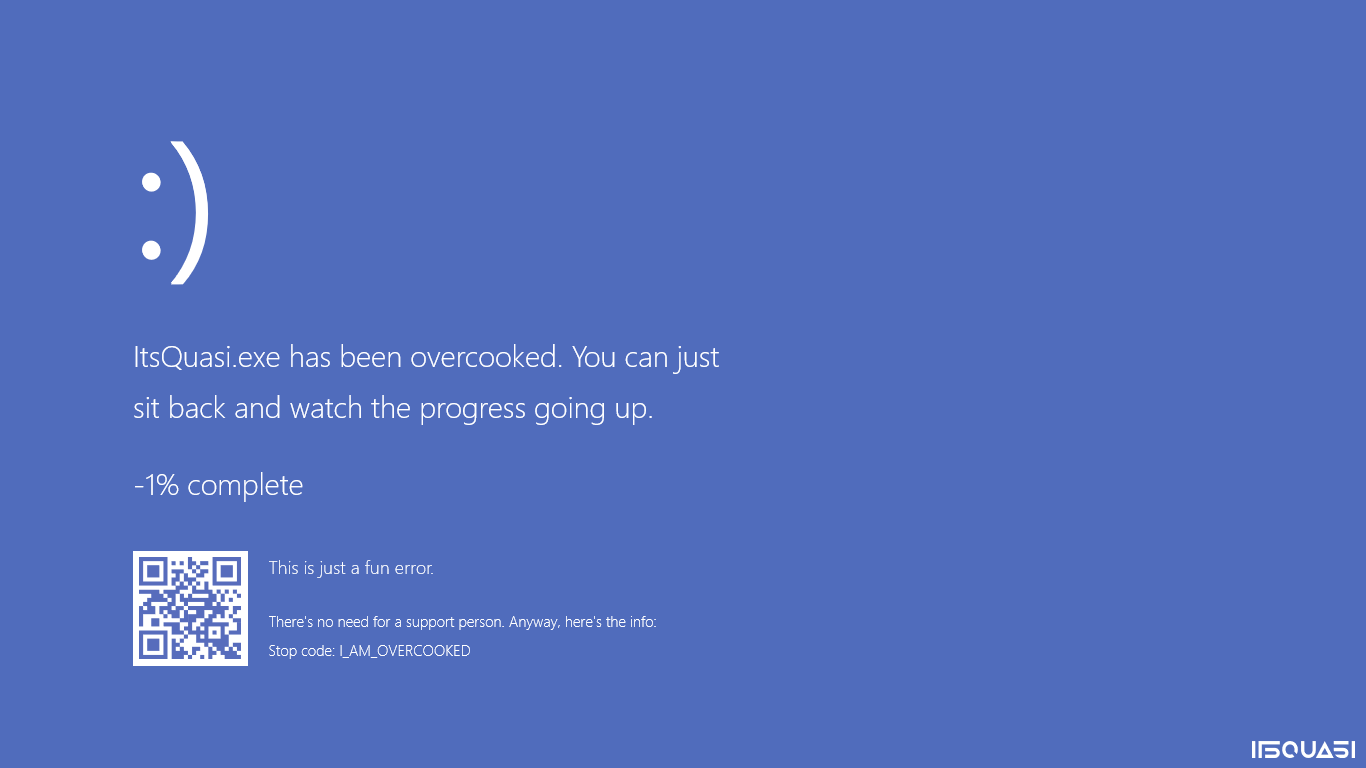 :)
ItsQuasi.exe has been overcooked. You can just
sit back and watch the progress going up.
-1% complete
This is just a fun error.
There's no need for a support person. Anyway, here's the info:
Stop code: I_AM_OVERCOOKED
ITSQUASI